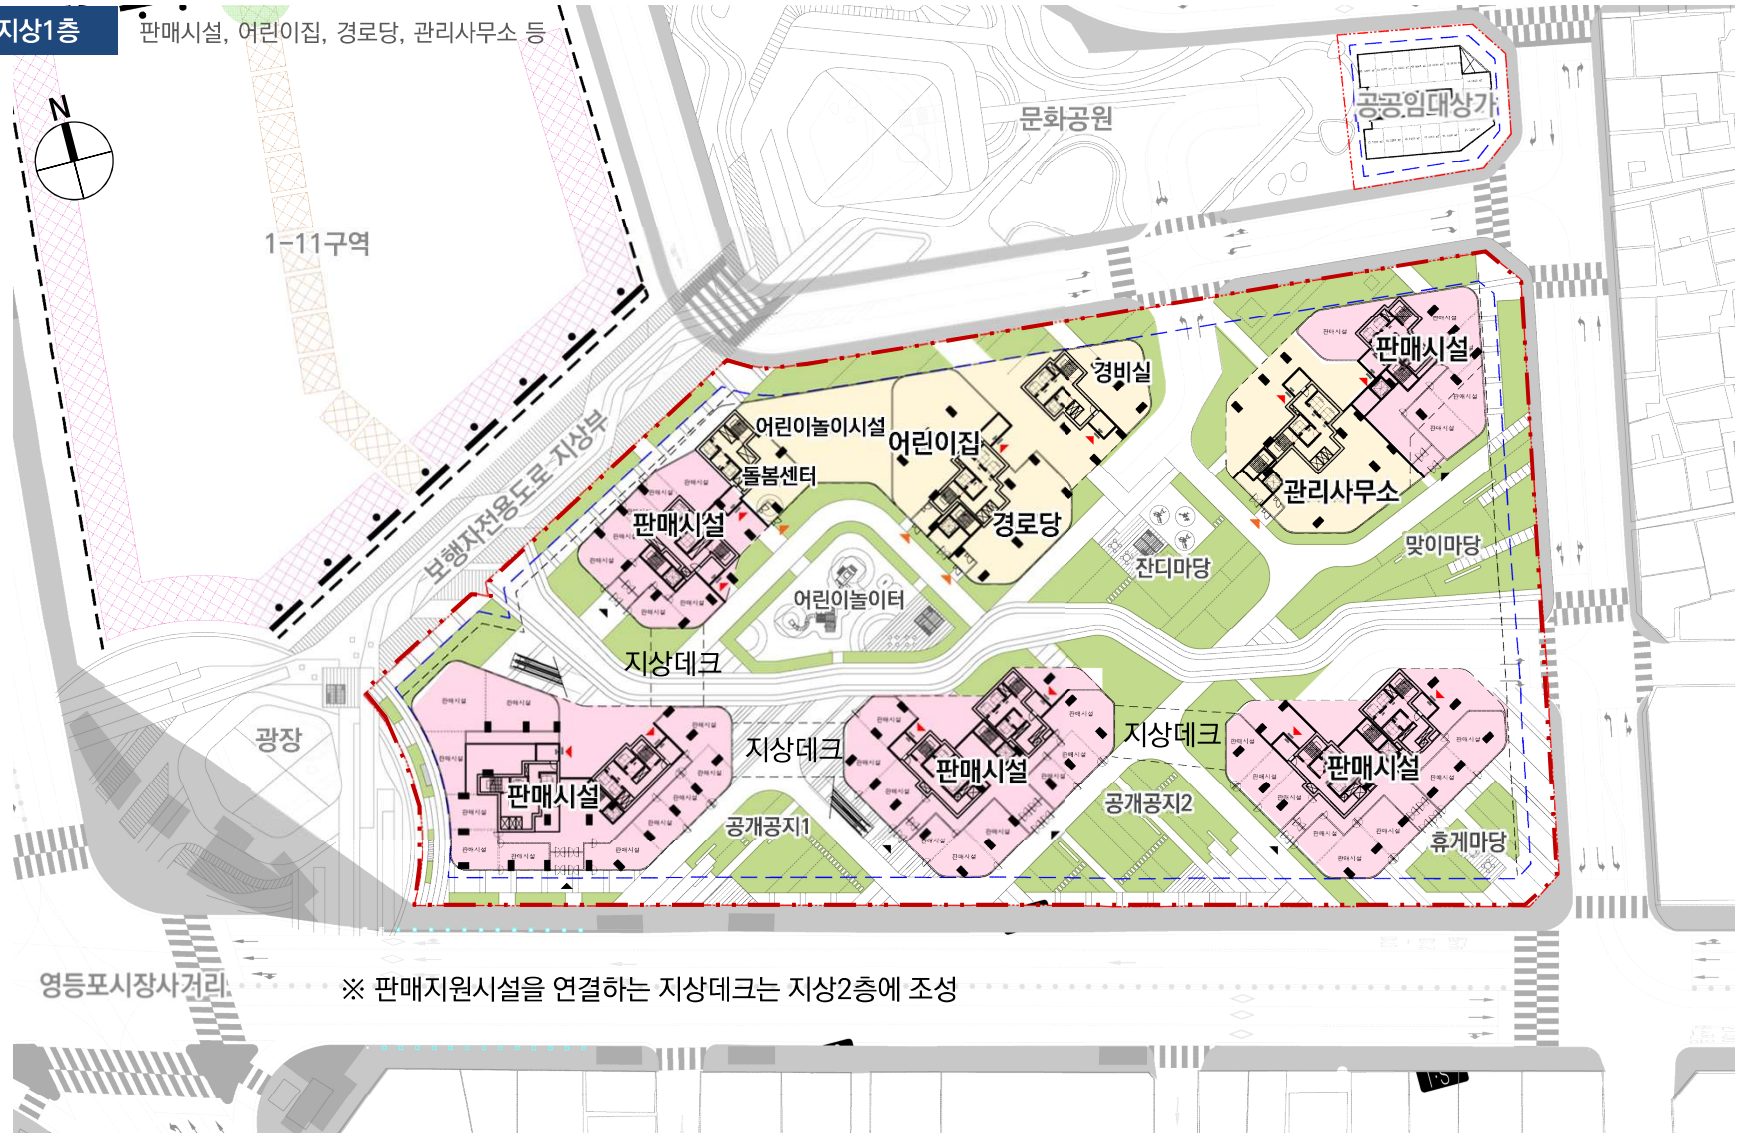 지상1층
판매시설, 어린이집, 경로당, 관리사무소 등
N
1-11구역
문화공원
공공임대상가
보행자전용도로 지상부
판매시설
경비실
어린이놀이시설
어린이집
돌봄센터
판매시설
경로당
관리사무소
맞이마당
잔디마당
어린이놀이터
지상데크
광장
지상데크
지상데크
판매시설
판매시설
판매시설
공개공지1
공개공지2
휴게마당
영등포시장사거리
※ 판매지원시설을 연결하는 지상데크는 지상2층에 조성